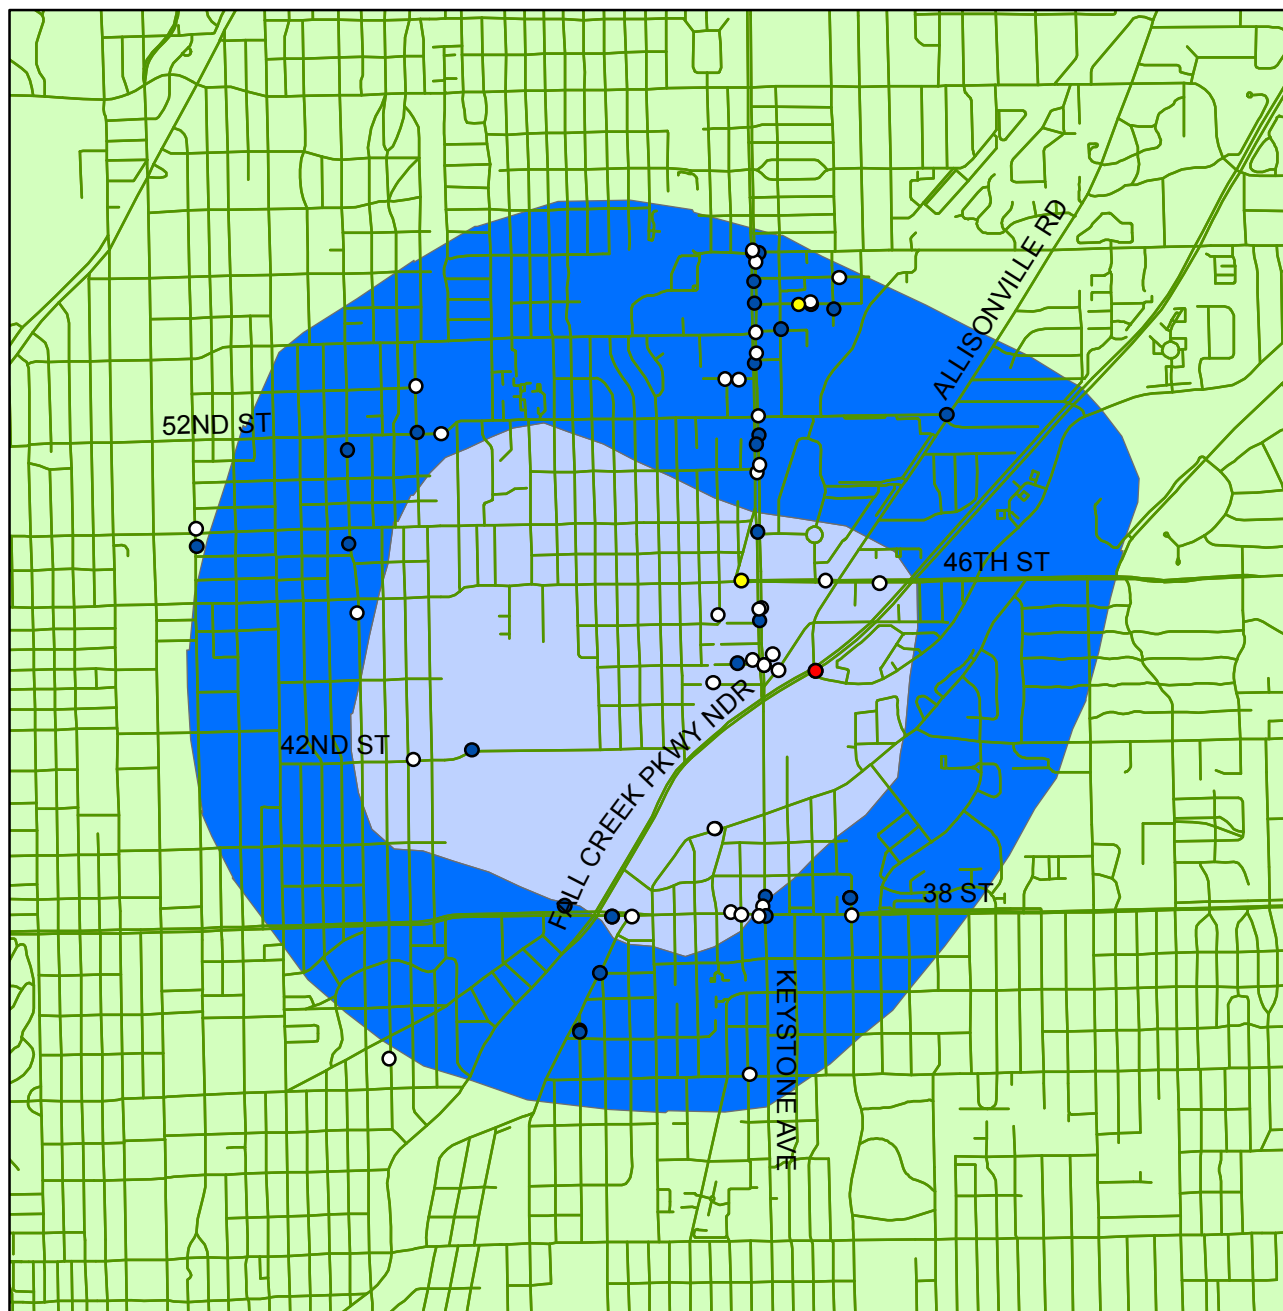 ALLISONVILLE RD
52ND ST
46TH ST
42ND ST
FALL CREEK PKWY NDR
38 ST
KEYSTONE AVE